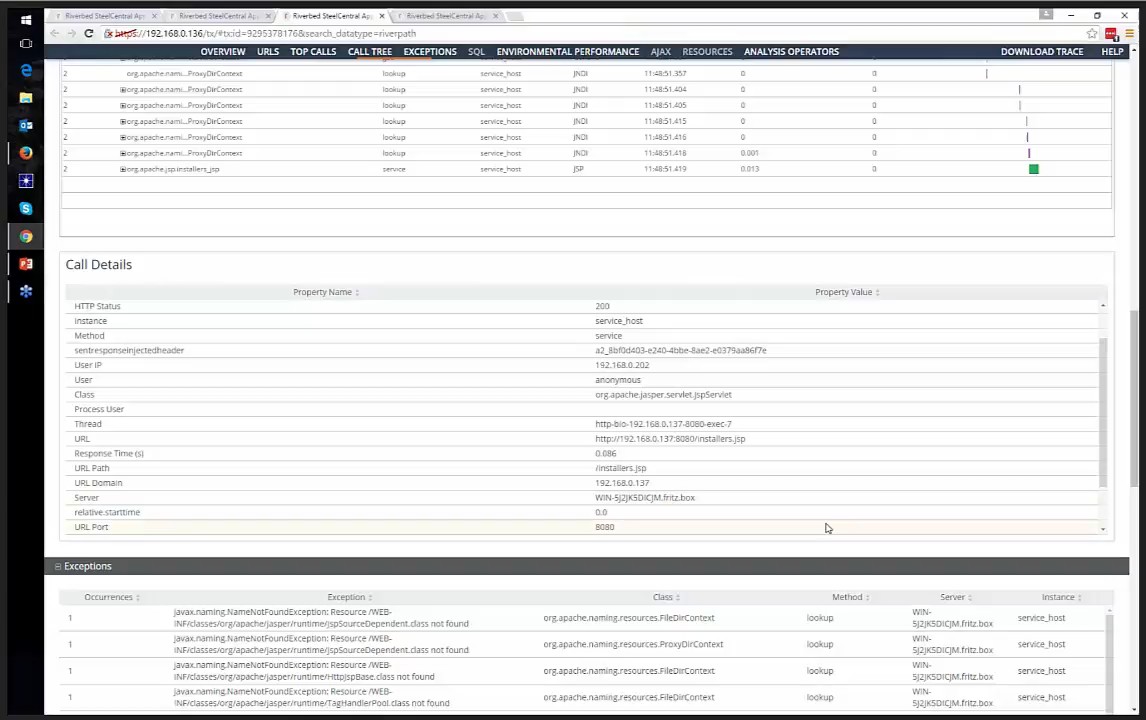 Riverbed SteelCentral Ap Riverbed SteelCentral Ap Riverbed SteelCentral Ap Riverbed SteelCentral Ap
https://192.168.0.136/tx/#txid=9295378176&search_datatype=riverpath
OVERVIEW URLS TOP CALLS CALL TREE EXCEPTIONS SQL ENVIRONMENTAL PERFORMANCE AJAX RESOURCES ANALYSIS OPERATORS DOWNLOAD TRACE HELP
2 org.apache.nami...ProxyDirContext lookup service_host JNDI 11:48:51.357 0 0
2 org.apache.nami...ProxyDirContext lookup service_host JNDI 11:48:51.404 0 0
2 org.apache.nami...ProxyDirContext lookup service_host JNDI 11:48:51.405 0 0
2 org.apache.nami...ProxyDirContext lookup service_host JNDI 11:48:51.415 0 0
2 org.apache.nami...ProxyDirContext lookup service_host JNDI 11:48:51.416 0 0
2 org.apache.nami...ProxyDirContext lookup service_host JNDI 11:48:51.418 0.001 0
2 org.apache.jsp.installers_jsp service service_host JSP 11:48:51.419 0.013 0
Call Details
Property Name Property Value
HTTP Status 200
Instance service_host
Method service
sentresponseinjectedheader a2_8bf0d403-e240-4bbe-8ae2-e0379aa86f7e
User IP 192.168.0.202
User anonymous
Class org.apache.jasper.servlet.JspServlet
Process User
Thread http-bio-192.168.0.137-8080-exec-7
URL http://192.168.0.137:8080/installers.jsp
Response Time (s) 0.086
URL Path /installers.jsp
URL Domain 192.168.0.137
Server WIN-5J2JK5DICJM.fritz.box
relative.starttime 0.0
URL Port 8080
Exceptions
Occurrences Exception Class Method Server Instance
1 javax.naming.NameNotFoundException: Resource /WEB-
INF/classes/org/apache/jasper/runtime/JspSourceDependent.class not found org.apache.naming.resources.FileDirContext lookup WIN-
5J2JK5DICJM.fritz.box service_host
1 javax.naming.NameNotFoundException: Resource /WEB-
INF/classes/org/apache/jasper/runtime/JspSourceDependent.class not found org.apache.naming.resources.ProxyDirContext lookup WIN-
5J2JK5DICJM.fritz.box service_host
1 javax.naming.NameNotFoundException: Resource /WEB-
INF/classes/org/apache/jasper/runtime/HttpJspBase.class not found org.apache.naming.resources.FileDirContext lookup WIN-
5J2JK5DICJM.fritz.box service_host
1 javax.naming.NameNotFoundException: Resource /WEB-
INF/classes/org/apache/jasper/runtime/TagHandlerPool.class not found org.apache.naming.resources.FileDirContext lookup WIN-
5J2JK5DICJM.fritz.box service_host